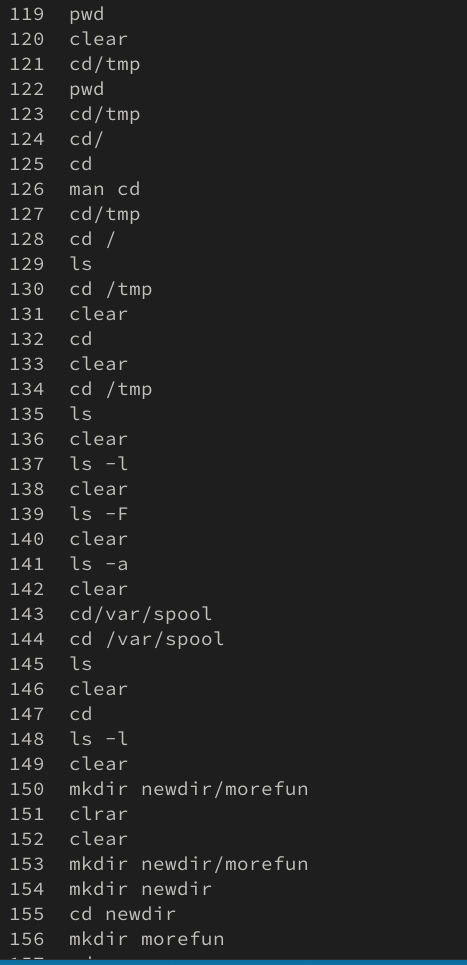 119 pwd
120 clear
121 cd/tmp
122 pwd
123 cd/tmp
124 cd/
125 cd
126 man cd
127 cd/tmp
128 cd /
129 ls
130 cd /tmp
131 clear
132 cd
133 clear
134 cd /tmp
135 ls
136 clear
137 ls -l
138 clear
139 ls -F
140 clear
141 ls -a
142 clear
143 cd/var/spool
144 cd /var/spool
145 ls
146 clear
147 cd
148 ls -l
149 clear
150 mkdir newdir/morefun
151 clrar
152 clear
153 mkdir newdir/morefun
154 mkdir newdir
155 cd newdir
156 mkdir morefun